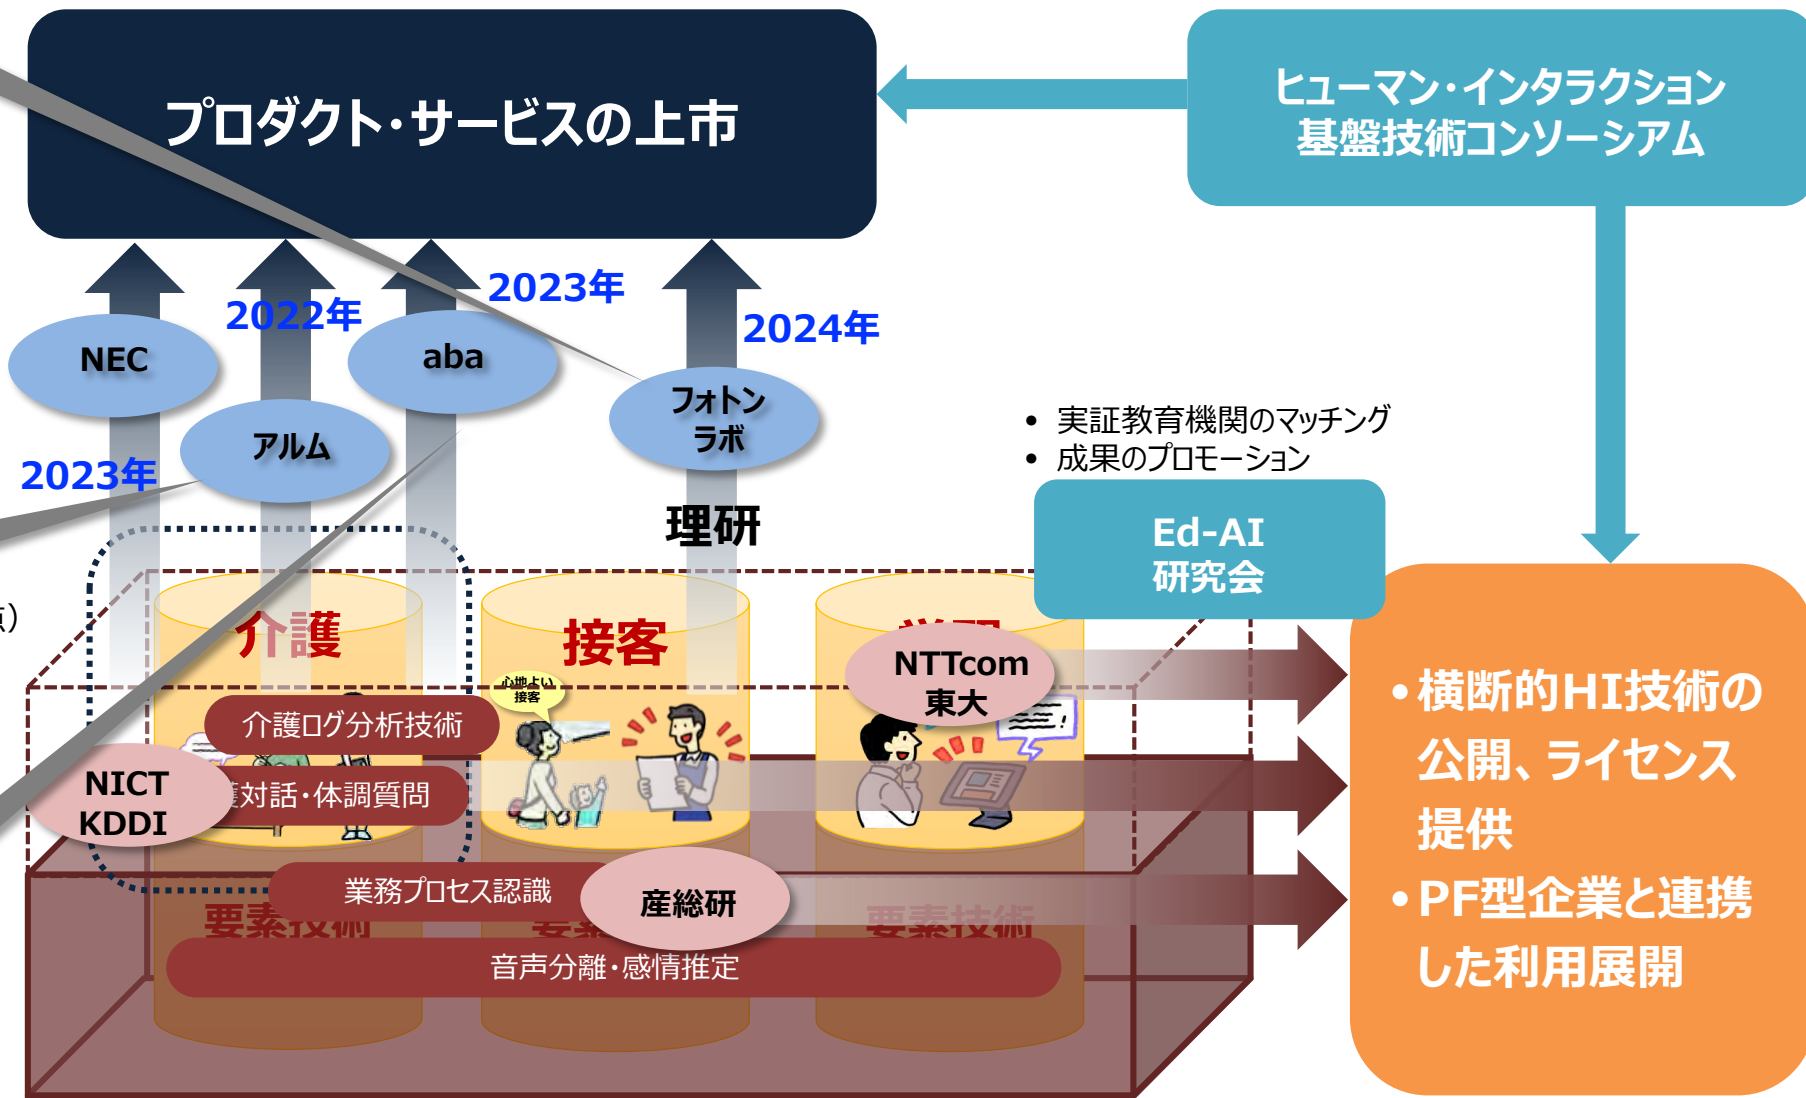 プロダクト・サービスの上市
ヒューマン・インタラクション
基盤技術コンソーシアム
2022年
2023年
2024年
NEC
aba
アルム
フォトン
ラボ
2023年
• 実証教育機関のマッチング
• 成果のプロモーション
理研
Ed-AI
研究会
介護
接客
NTTcom
東大
心地よい
接客
介護ログ分析技術
NICT
KDDI
対話・体調質問
業務プロセス認識
産総研
要素技術
要素
要素技術
音声分離・感情推定
•横断的HI技術の
公開、ライセンス
提供
•PF型企業と連携
した利用展開